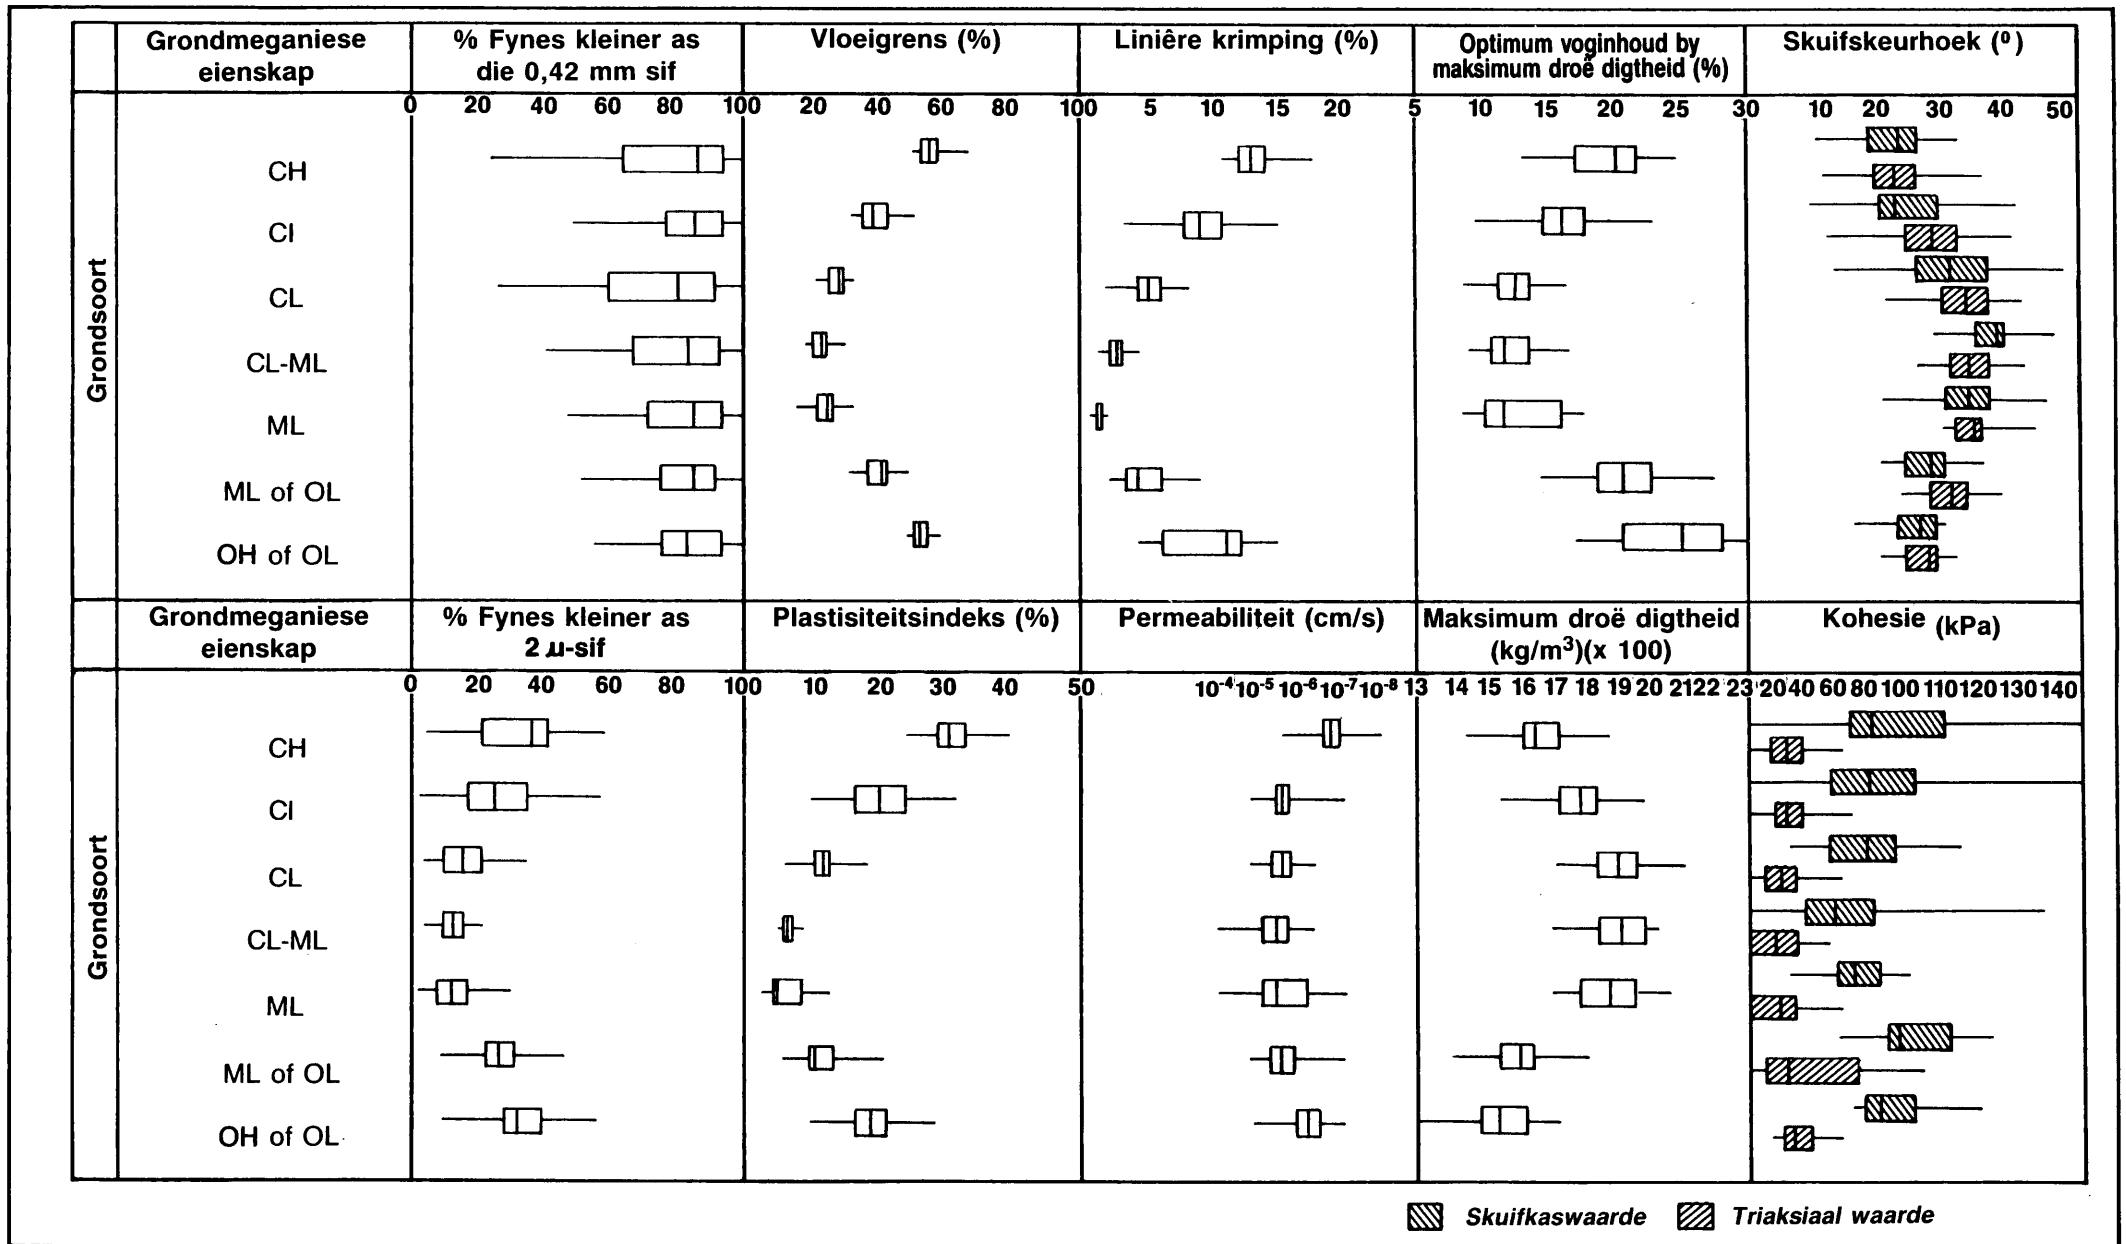 Grondmeganiese
eienskap
% Fynes kleiner as
die 0,42 mm sif
Vloeigrens (%)
Liniêre krimping (%)
Optimum voginhoud by
maksimum droë digtheid (%)
Skuifskeurhoek (º)
0 20 40 60 80 100 20 40 60 80 100 5 10 15 20 5 10 15 20 25 30 10 20 30 40 50
Grondsoort
CH
CI
CL
CL-ML
ML
ML of OL
OH of OL
Grondmeganiese
eienskap
% Fynes kleiner as
2 µ-sif
Plastisiteitsindeks (%)
Permeabiliteit (cm/s)
Maksimum droë digtheid
(kg/m³)(x 100)
Kohesie (kPa)
0 20 40 60 80 100 10 20 30 40 50 10⁻⁴ 10⁻⁵ 10⁻⁶ 10⁻⁷ 10⁻⁸ 13 14 15 16 17 18 19 20 21 22 23 20 40 60 80 100 110 120 130 140
Grondsoort
CH
CI
CL
CL-ML
ML
ML of OL
OH of OL
Skuifkaswaarde
Triaksiaal waarde